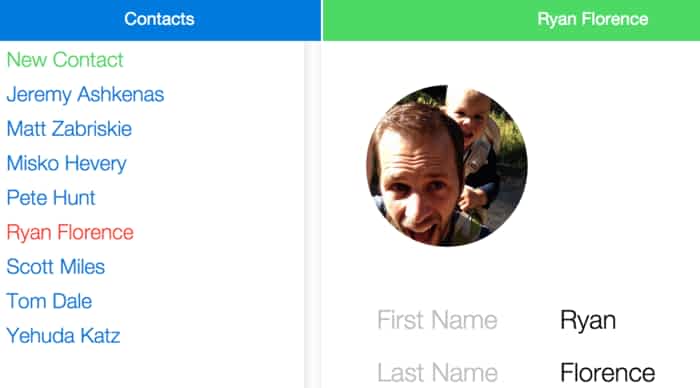 Contacts
New Contact
Jeremy Ashkenas
Matt Zabriskie
Misko Hevery
Pete Hunt
Ryan Florence
Scott Miles
Tom Dale
Yehuda Katz
Ryan Florence
First Name Ryan
Last Name Florence